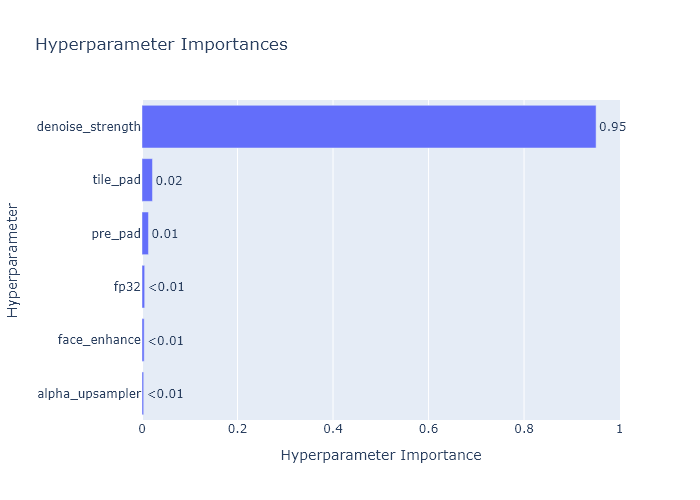 Hyperparameter Importances
Hyperparameter
denoise_strength 0.95
tile_pad 0.02
pre_pad 0.01
fp32 <0.01
face_enhance <0.01
alpha_upsampler <0.01
0 0.2 0.4 0.6 0.8 1
Hyperparameter Importance